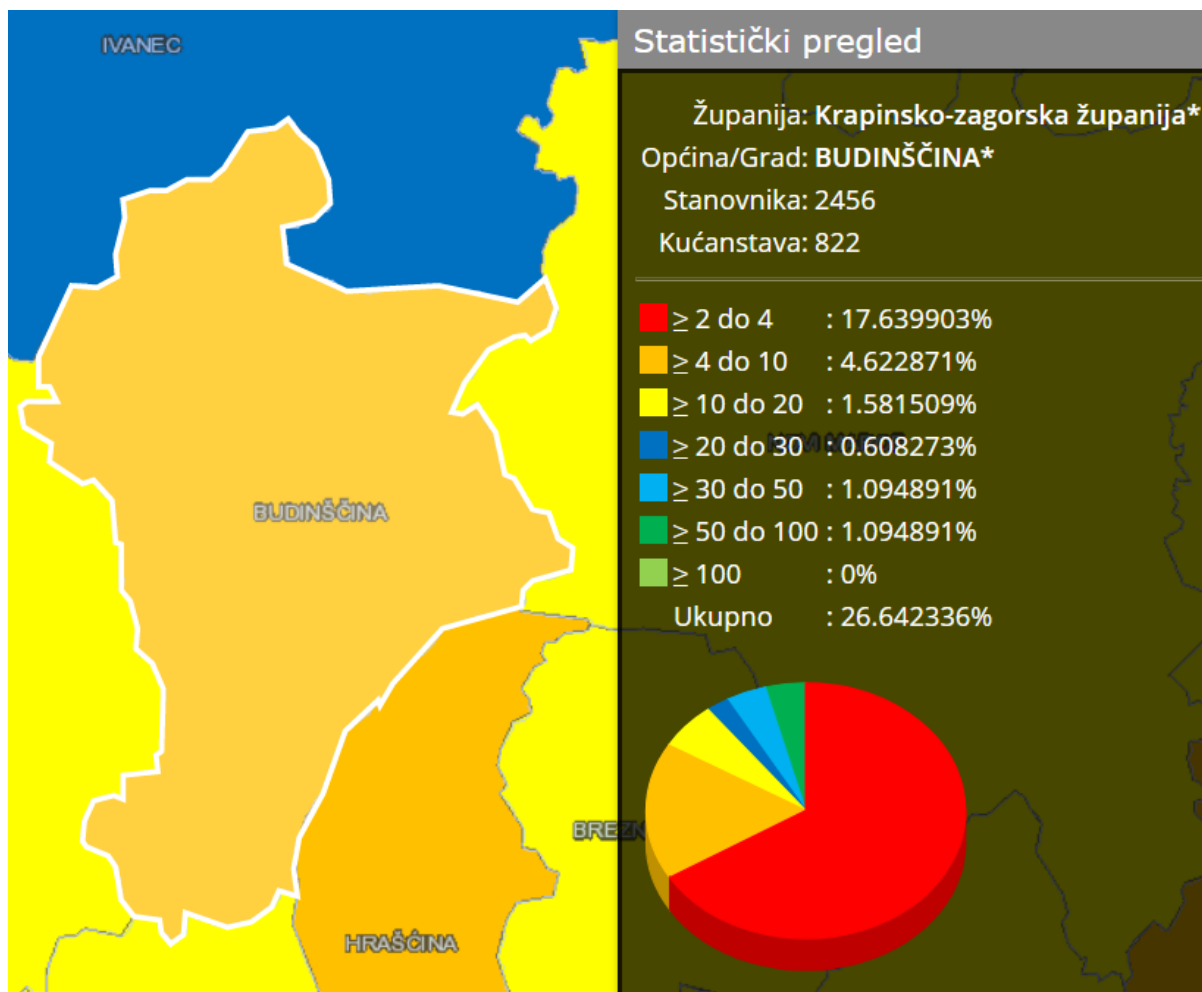 IVANEC
BUDINŠČINA
HRAŠĆINA
Statistički pregled
Županija: Krapinsko-zagorska županija*
Općina/Grad: BUDINŠČINA*
Stanovnika: 2456
Kućanstava: 822
≥ 2 do 4 : 17.639903%
≥ 4 do 10 : 4.622871%
≥ 10 do 20 : 1.581509%
≥ 20 do 30 : 0.608273%
≥ 30 do 50 : 1.094891%
≥ 50 do 100 : 1.094891%
≥ 100 : 0%
Ukupno : 26.642336%